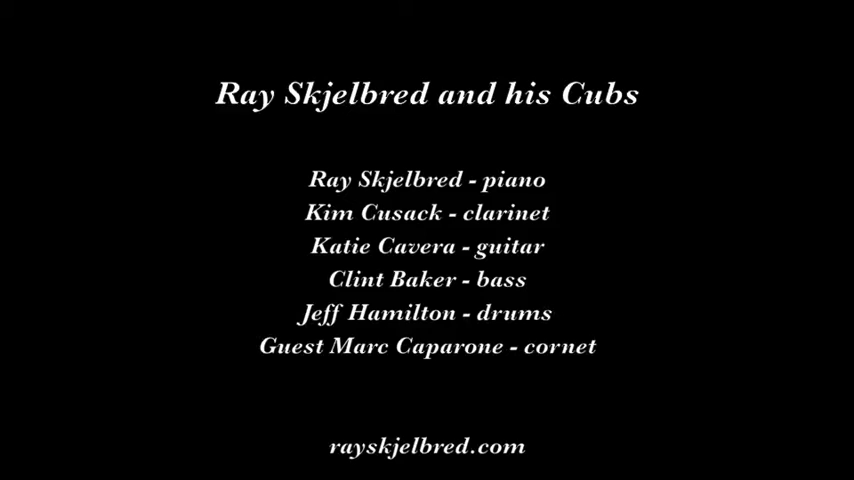 Ray Skjelbred and his Cubs
Ray Skjelbred - piano
Kim Cusack - clarinet
Katie Cavera - guitar
Clint Baker - bass
Jeff Hamilton - drums
Guest Marc Caparone - cornet
rayskjelbred.com